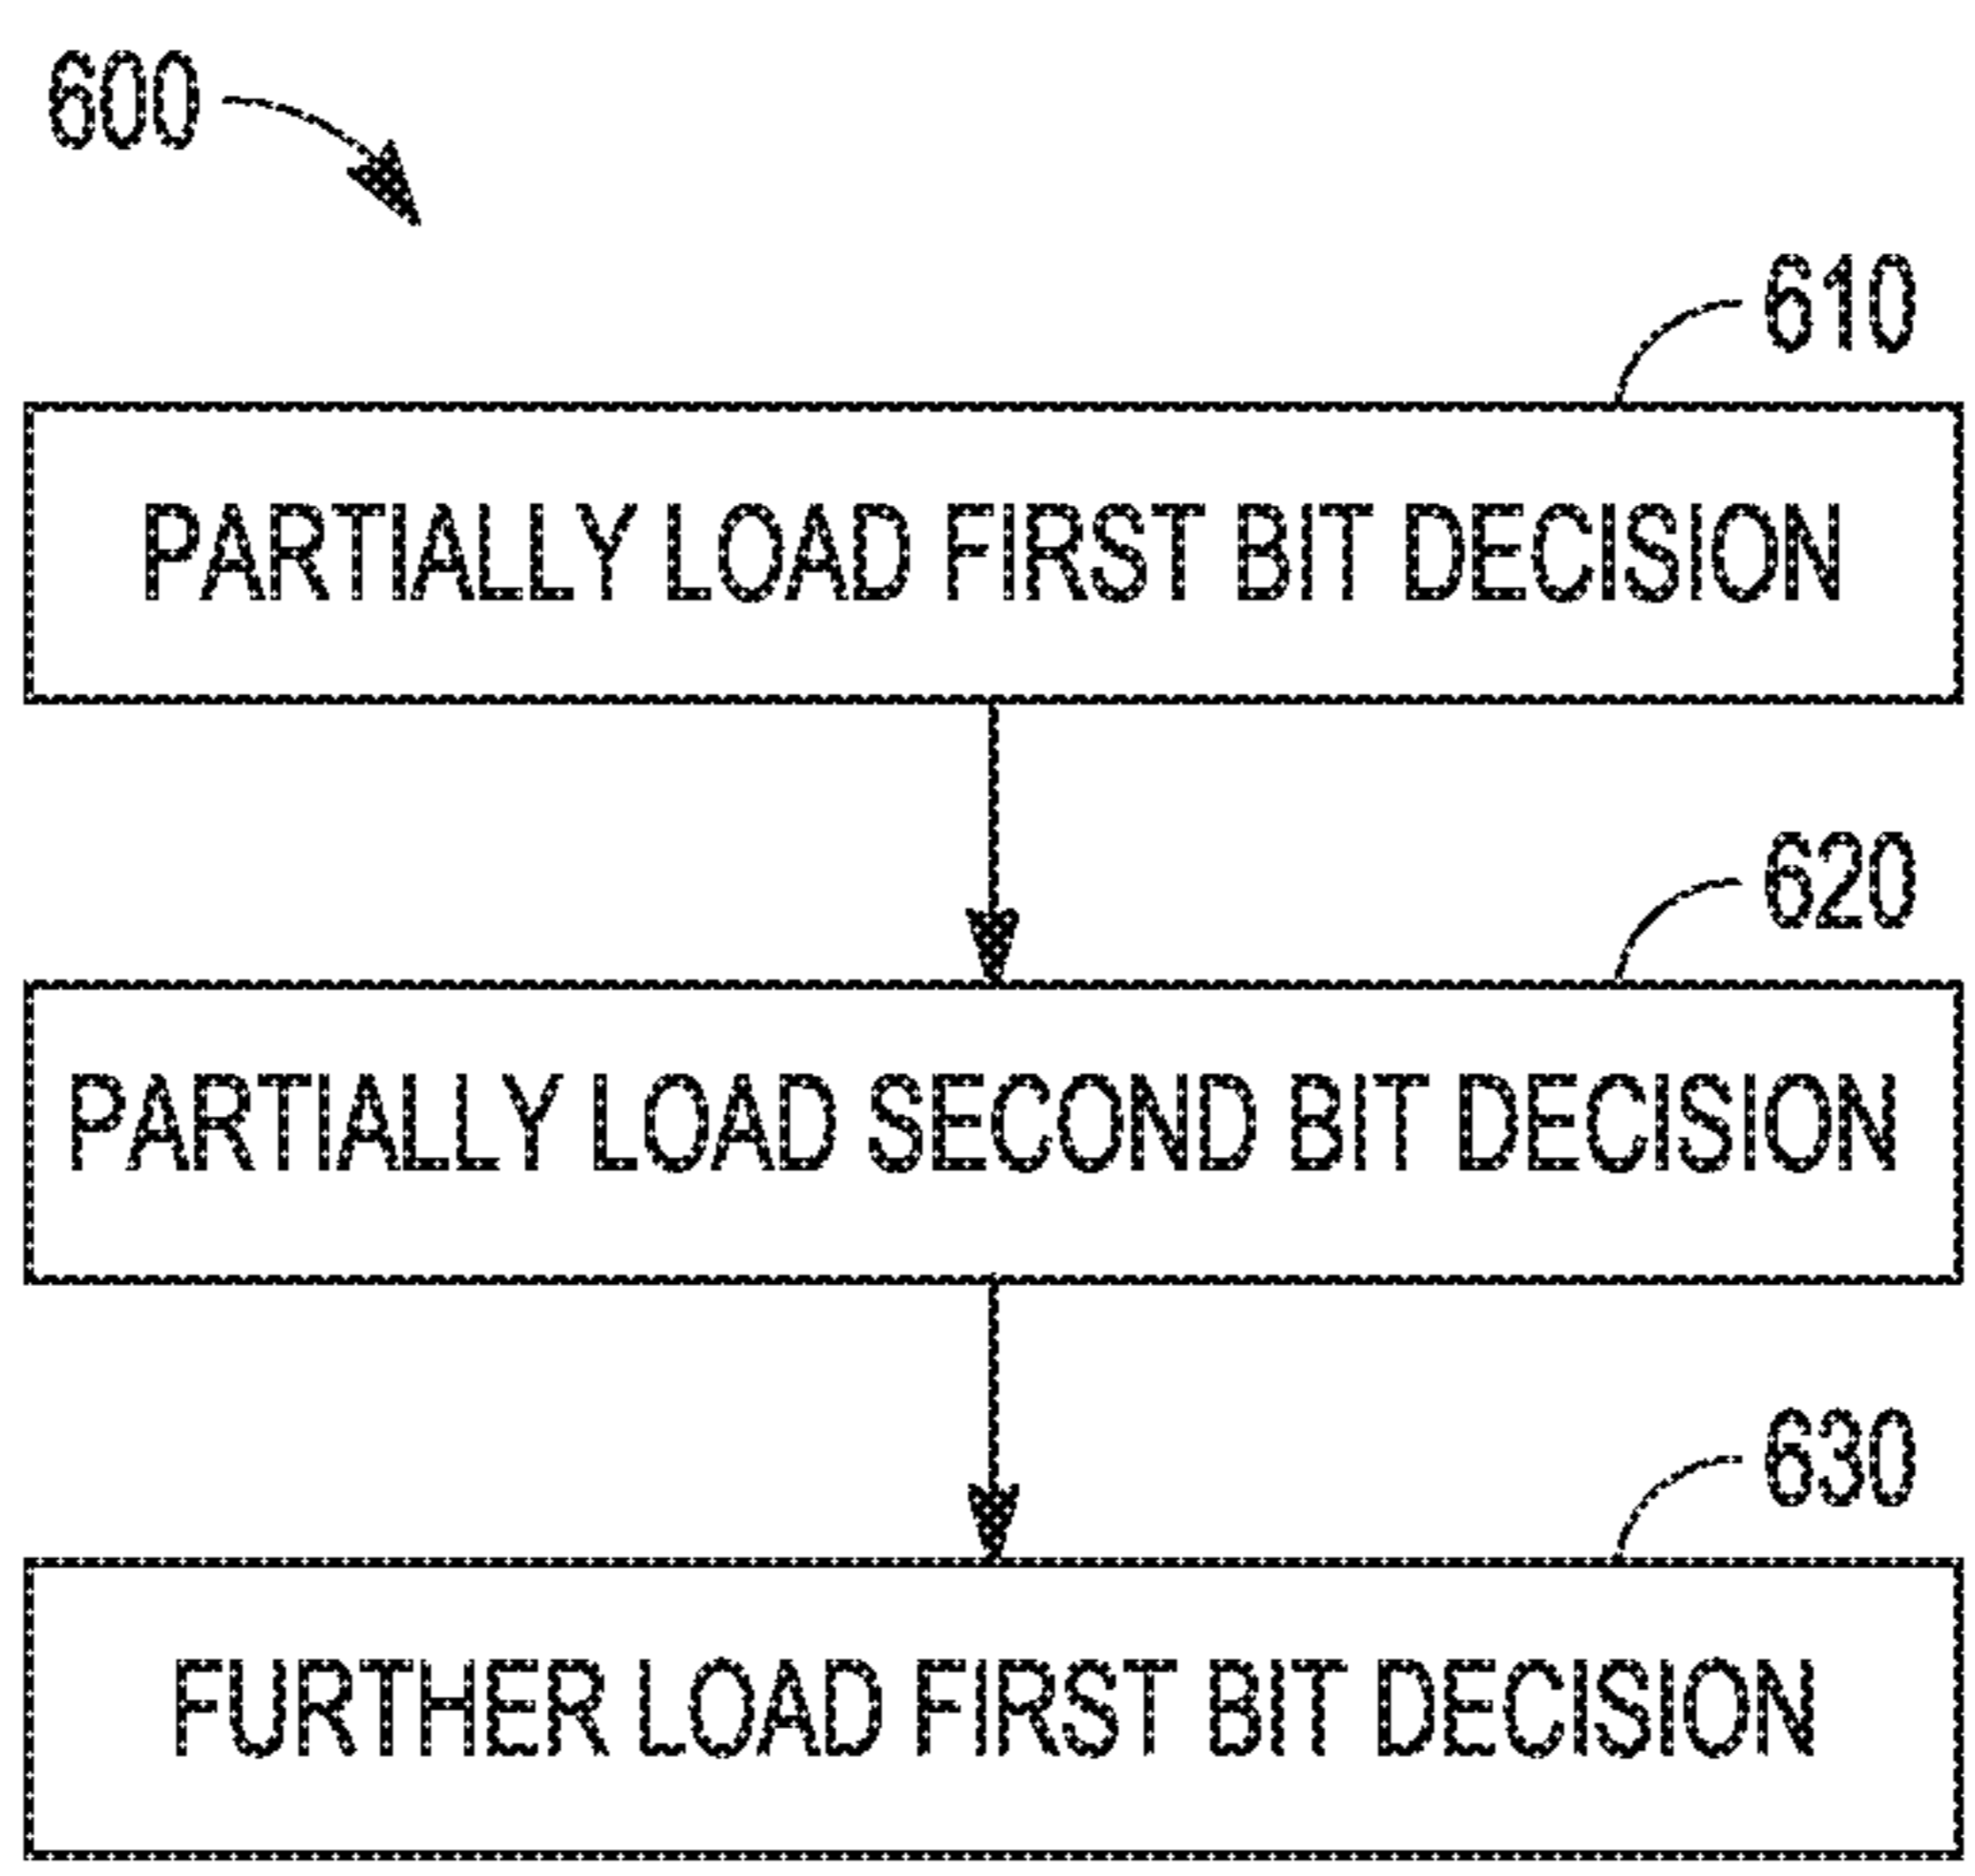 600
610
PARTIALLY LOAD FIRST BIT DECISION
620
PARTIALLY LOAD SECOND BIT DECISION
630
FURTHER LOAD FIRST BIT DECISION